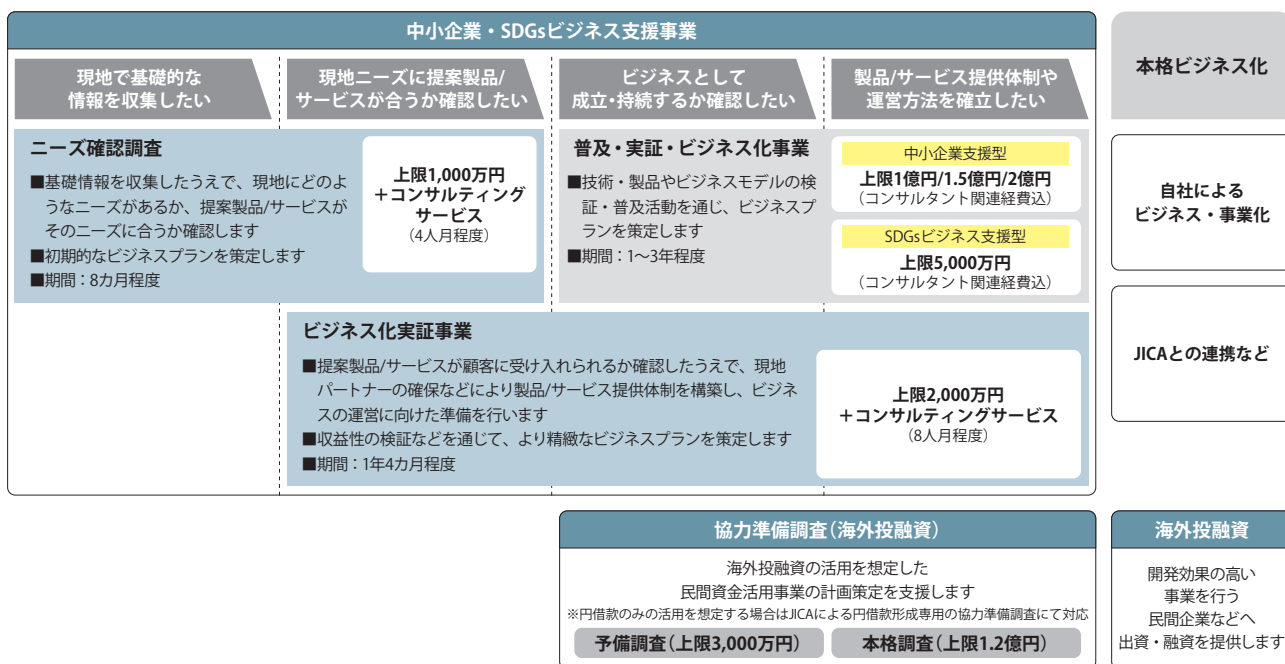 中小企業・SDGsビジネス支援事業
現地で基礎的な
情報を収集したい
現地ニーズに提案製品/
サービスが合うか確認したい
ビジネスとして
成立・持続するか確認したい
製品/サービス提供体制や
運営方法を確立したい
本格ビジネス化
ニーズ確認調査
■基礎情報を収集したうえで、現地にどのよ
うなニーズがあるか、提案製品/サービスが
そのニーズに合うか確認します
■初期的なビジネスプランを策定します
■期間：8カ月程度
上限1,000万円
＋コンサルティング
サービス
（4人月程度）
普及・実証・ビジネス化事業
■技術・製品やビジネスモデルの検
証・普及活動を通じ、ビジネスプ
ランを策定します
■期間：1〜3年程度
中小企業支援型
上限1億円/1.5億円/2億円
（コンサルタント関連経費込）
SDGsビジネス支援型
上限5,000万円
（コンサルタント関連経費込）
自社による
ビジネス・事業化
ビジネス化実証事業
■提案製品/サービスが顧客に受け入れられるか確認したうえで、現地
パートナーの確保などにより製品/サービス提供体制を構築し、ビジネ
スの運営に向けた準備を行います
■収益性の検証などを通じて、より精緻なビジネスプランを策定します
■期間：1年4カ月程度
上限2,000万円
＋コンサルティングサービス
（8人月程度）
JICAとの連携など
協力準備調査（海外投融資）
海外投融資の活用を想定した
民間資金活用事業の計画策定を支援します
※円借款のみの活用を想定する場合はJICAによる円借款形成専用の協力準備調査にて対応
予備調査（上限3,000万円）
本格調査（上限1.2億円）
海外投融資
開発効果の高い
事業を行う
民間企業などへ
出資・融資を提供します